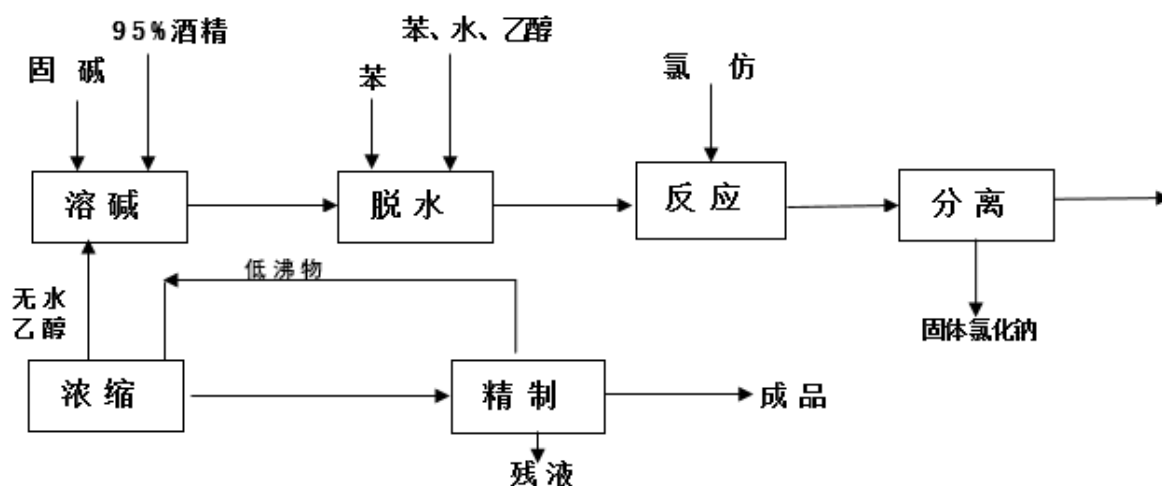 95%酒精
苯、水、乙醇
固 碱
苯
氯 仿
溶 碱
脱 水
反 应
分 离
低沸物
无 水
乙醇
固体氯化钠
浓 缩
精 制
成 品
残 液